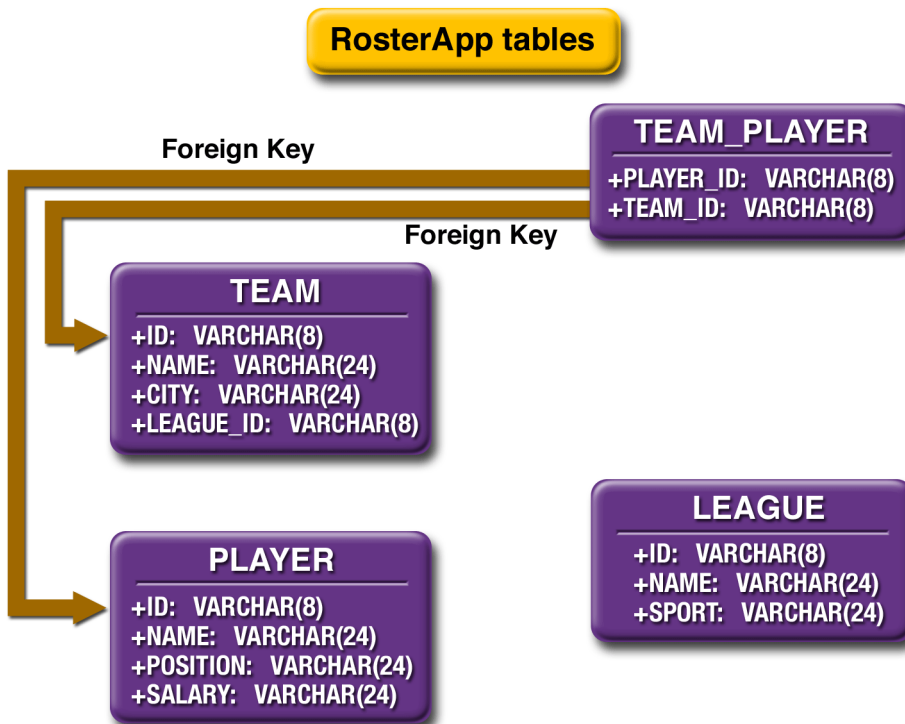 RosterApp tables
TEAM_PLAYER
+PLAYER_ID: VARCHAR(8)
+TEAM_ID: VARCHAR(8)
Foreign Key
Foreign Key
TEAM
+ID: VARCHAR(8)
+NAME: VARCHAR(24)
+CITY: VARCHAR(24)
+LEAGUE_ID: VARCHAR(8)
LEAGUE
+ID: VARCHAR(8)
+NAME: VARCHAR(24)
+SPORT: VARCHAR(24)
PLAYER
+ID: VARCHAR(8)
+NAME: VARCHAR(24)
+POSITION: VARCHAR(24)
+SALARY: VARCHAR(24)